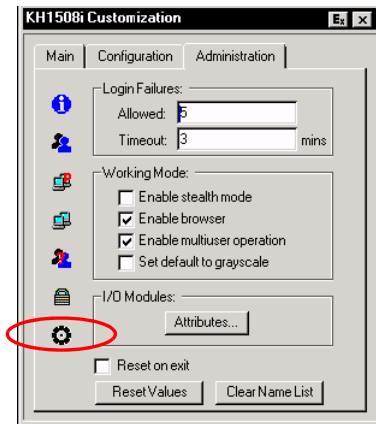 KH1508i Customization
Ex
Main Configuration Administration
Login Failures:
Allowed: 5
Timeout: 3 mins
Working Mode:
Enable stealth mode
Enable browser
Enable multiuser operation
Set default to grayscale
I/O Modules:
Attributes...
Reset on exit
Reset Values Clear Name List